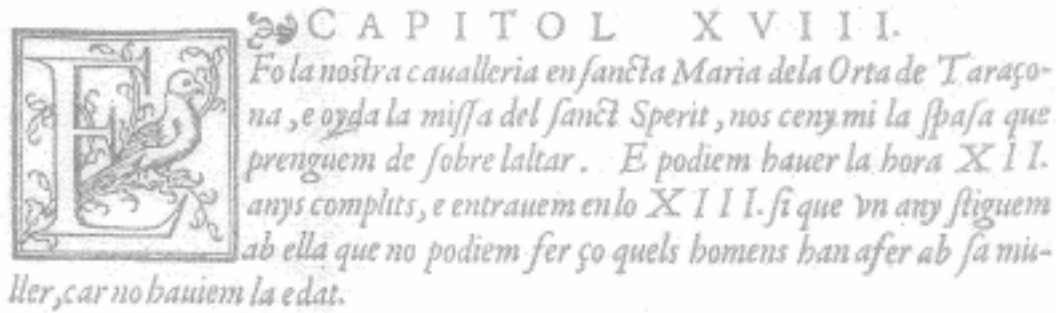 CAPITOL XVIII.
E Fo la noſtra caualleria en ſancta Maria dela Orta de Taraço-
na, e oyda la miſſa del ſanct Sperit, nos ceny mi la ſpaſa que
prenguem de ſobre laltar. E podiem hauer la hora XII.
anys complits, e entrauem en lo XIII. ſi que vn any ſtiguem
ab ella que no podiem fer ço quels homens han afer ab ſa mu-
ller, car no hauiem la edat.